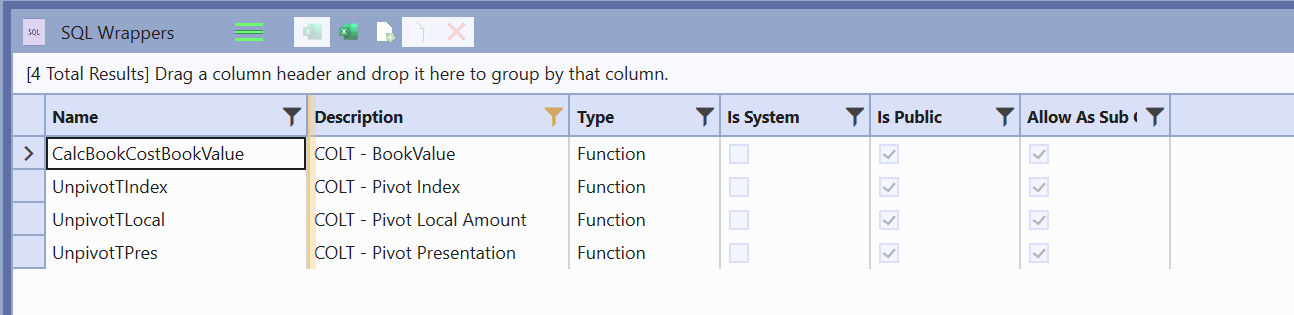 SQL SQL Wrappers
[4 Total Results] Drag a column header and drop it here to group by that column.
Name Description Type Is System Is Public Allow As Sub
CalcBookCostBookValue COLT - BookValue Function
UnpivotTIndex COLT - Pivot Index Function
UnpivotTLocal COLT - Pivot Local Amount Function
UnpivotTPres COLT - Pivot Presentation Function